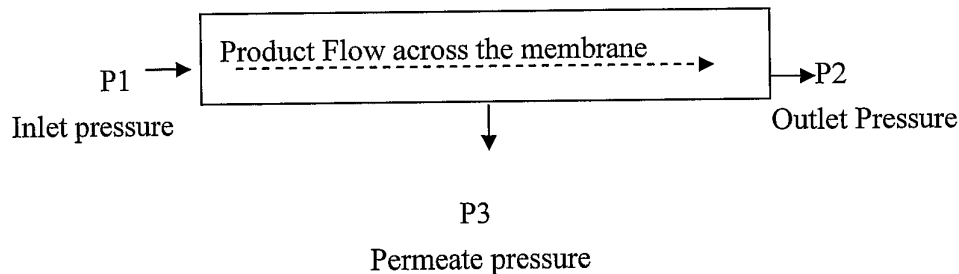 Product Flow across the membrane
P1
P2
Inlet pressure
Outlet Pressure
P3
Permeate pressure